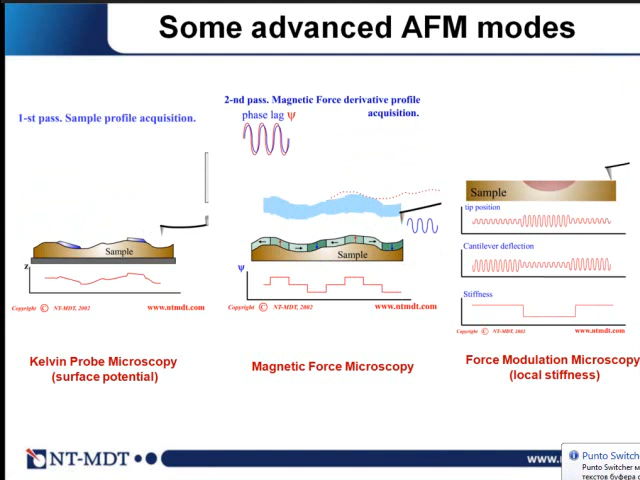 Some advanced AFM modes
1-st pass. Sample profile acquisition.
Sample
z
Copyright © NT-MDT, 2002 www.ntmdt.com
Kelvin Probe Microscopy
(surface potential)
2-nd pass. Magnetic Force derivative profile
acquisition.
phase lag ψ
Sample
Ψ
Copyright © NT-MDT, 2002 www.ntmdt.com
Magnetic Force Microscopy
Sample
tip position
Cantilever deflection
Stiffness
Copyright © NT-MDT, 2002 www.ntmdt.com
Force Modulation Microscopy
(local stiffness)
NT-MDT
www.
Punto Switch
Punto Switcher
текстов буфера